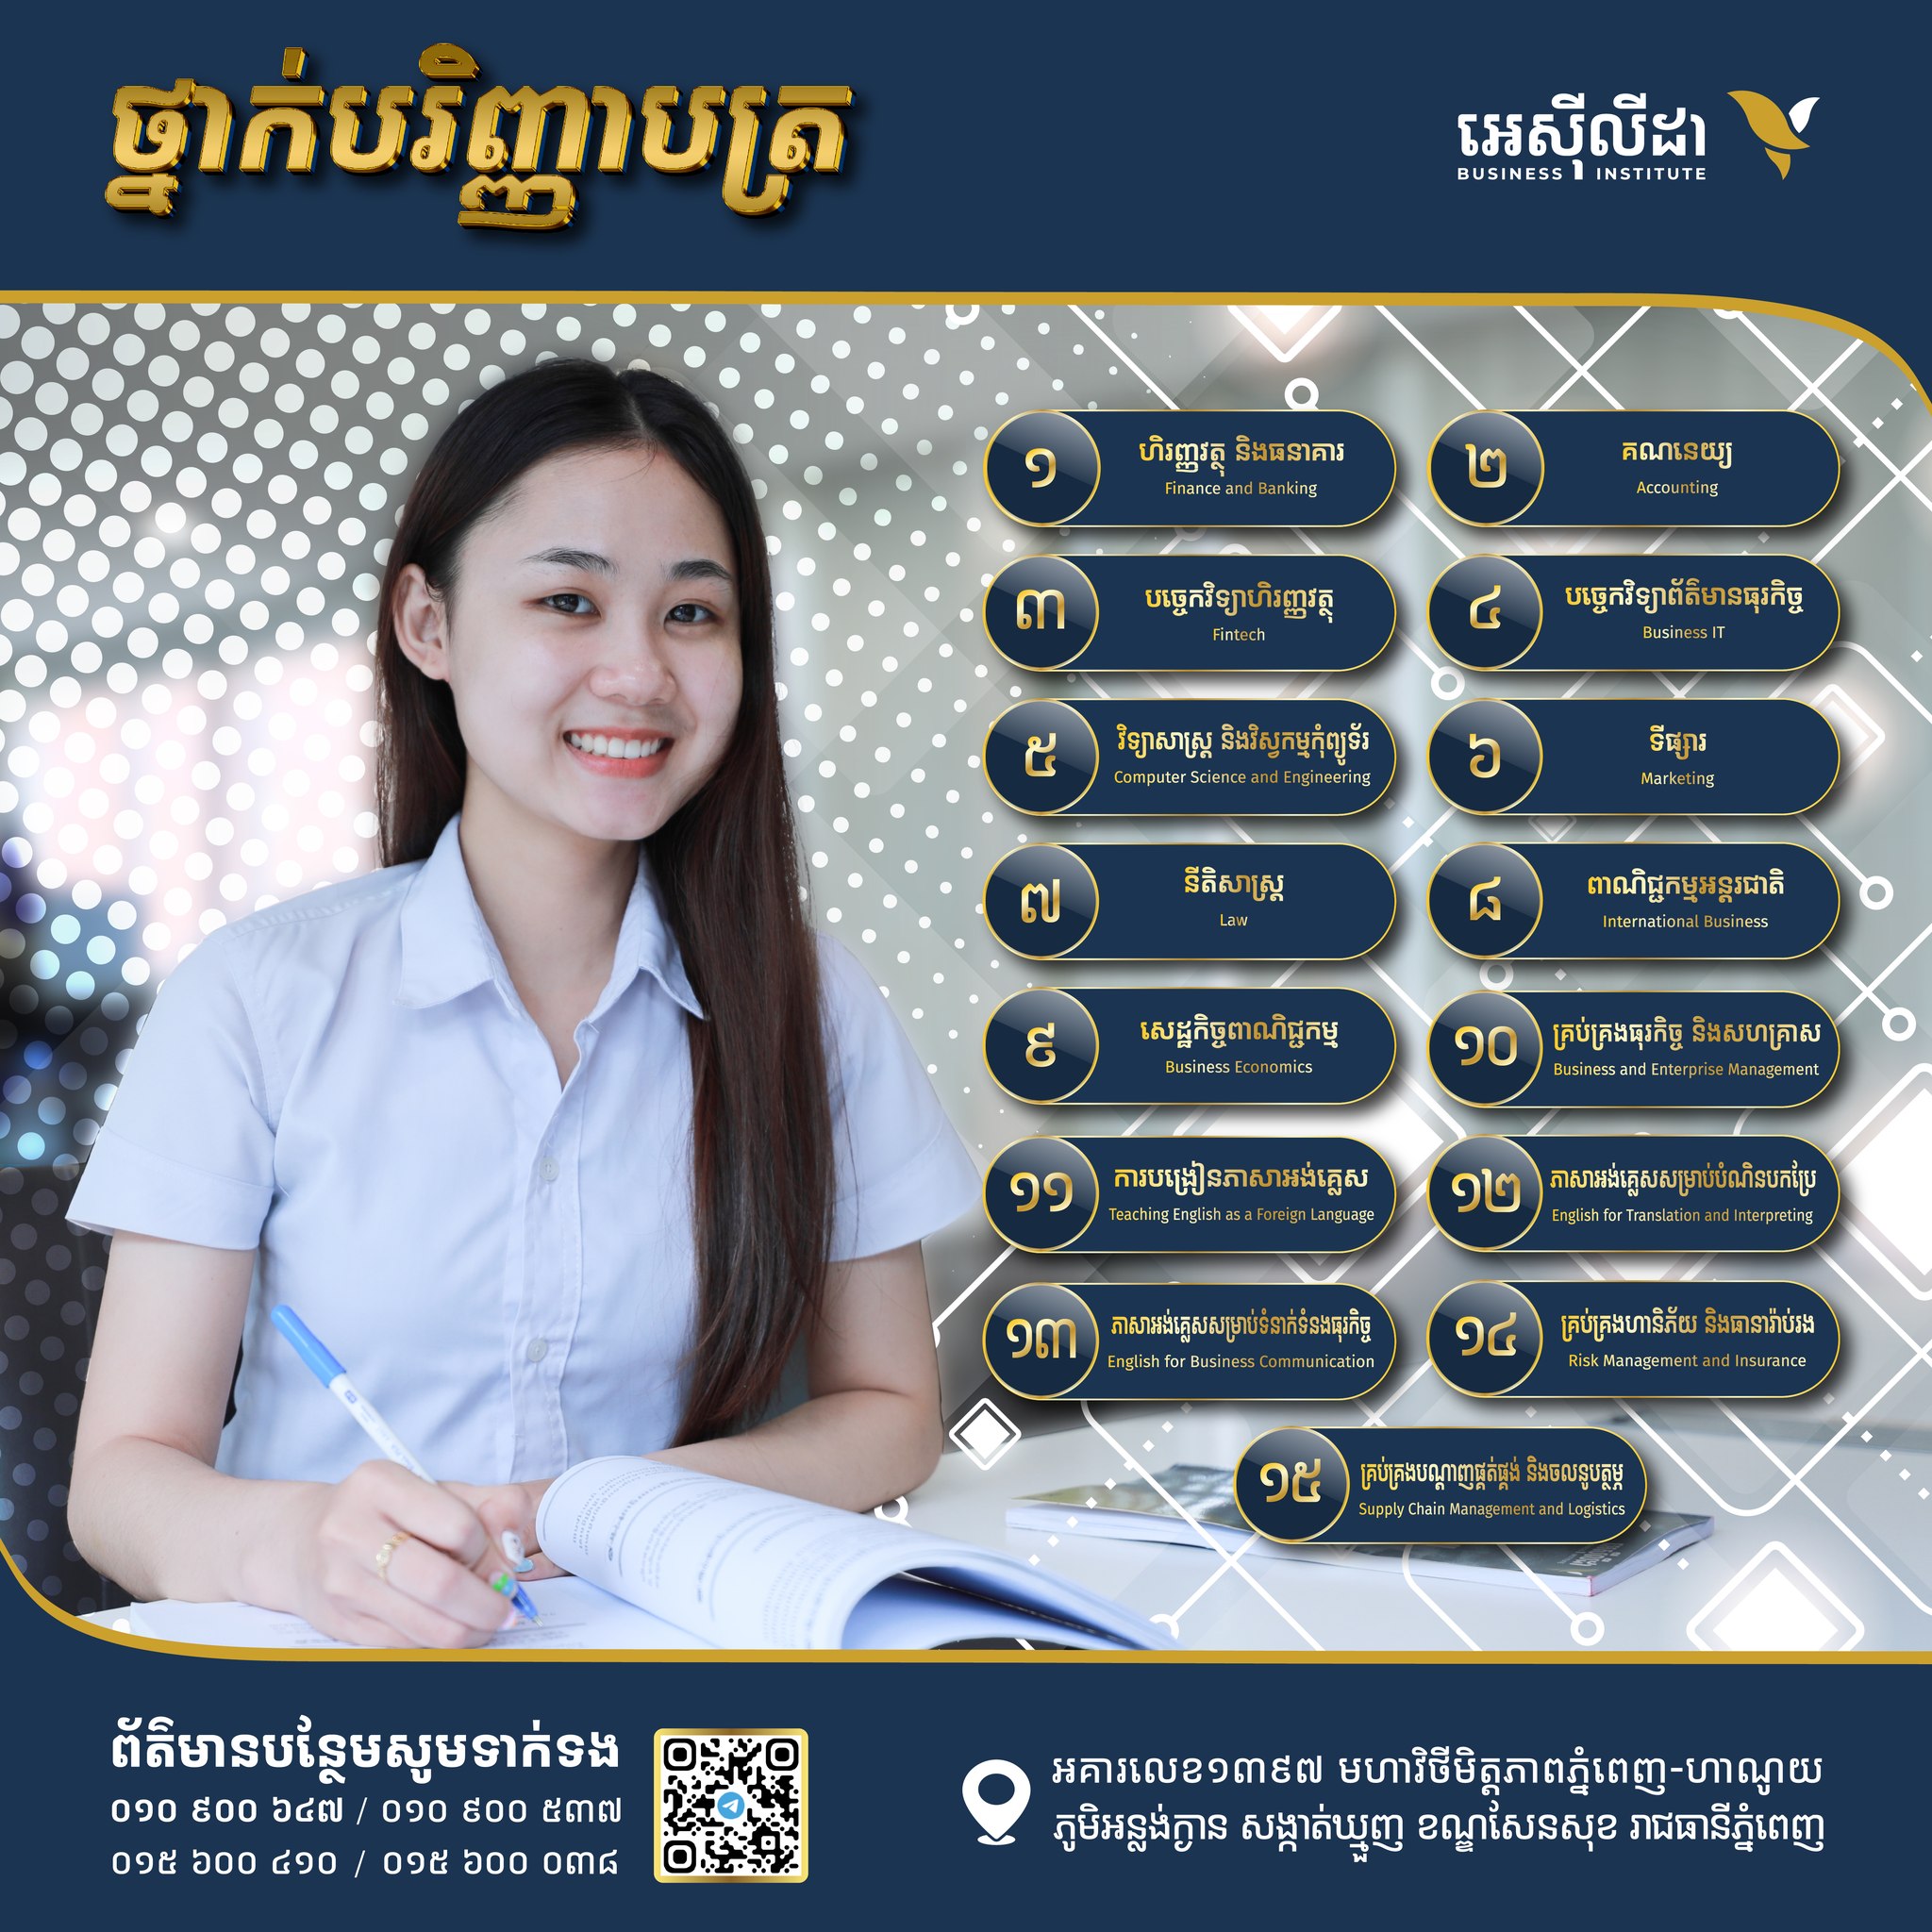 ថ្នាក់បរិញ្ញាបត្រ
អេស៊ីលីដា
BUSINESS INSTITUTE
១
ហិរញ្ញវត្ថុ និងធនាគារ
Finance and Banking
២
គណនេយ្យ
Accounting
៣
បច្ចេកវិទ្យាហិរញ្ញវត្ថុ
Fintech
៤
បច្ចេកវិទ្យាព័ត៌មានធុរកិច្ច
Business IT
៥
វិទ្យាសាស្ត្រ និងវិស្វកម្មកុំព្យូទ័រ
Computer Science and Engineering
៦
ទីផ្សារ
Marketing
៧
នីតិសាស្ត្រ
Law
៨
ពាណិជ្ជកម្មអន្តរជាតិ
International Business
៩
សេដ្ឋកិច្ចពាណិជ្ជកម្ម
Business Economics
១០
គ្រប់គ្រងធុរកិច្ច និងសហគ្រាស
Business and Enterprise Management
១១
ការបង្រៀនភាសាអង់គ្លេស
Teaching English as a Foreign Language
១២
ភាសាអង់គ្លេសសម្រាប់បំណិនបកប្រែ
English for Translation and Interpreting
១៣
ភាសាអង់គ្លេសសម្រាប់ទំនាក់ទំនងធុរកិច្ច
English for Business Communication
១៤
គ្រប់គ្រងហានិភ័យ និងធានារ៉ាប់រង
Risk Management and Insurance
១៥
គ្រប់គ្រងបណ្តាញផ្គត់ផ្គង់ និងចលនូបត្ថម្ភ
Supply Chain Management and Logistics
ព័ត៌មានបន្ថែមសូមទាក់ទង
០១០ ៩០០ ៦៤៧ / ០១០ ៩០០ ៥៣៧
០១៥ ៦០០ ៤១០ / ០១៥ ៦០០ ០៣៨
អគារលេខ១៣៩៧ មហាវិថីមិត្តភាពភ្នំពេញ-ហាណូយ
ភូមិអន្លង់ក្ងាន សង្កាត់ឃ្មួញ ខណ្ឌសែនសុខ រាជធានីភ្នំពេញ